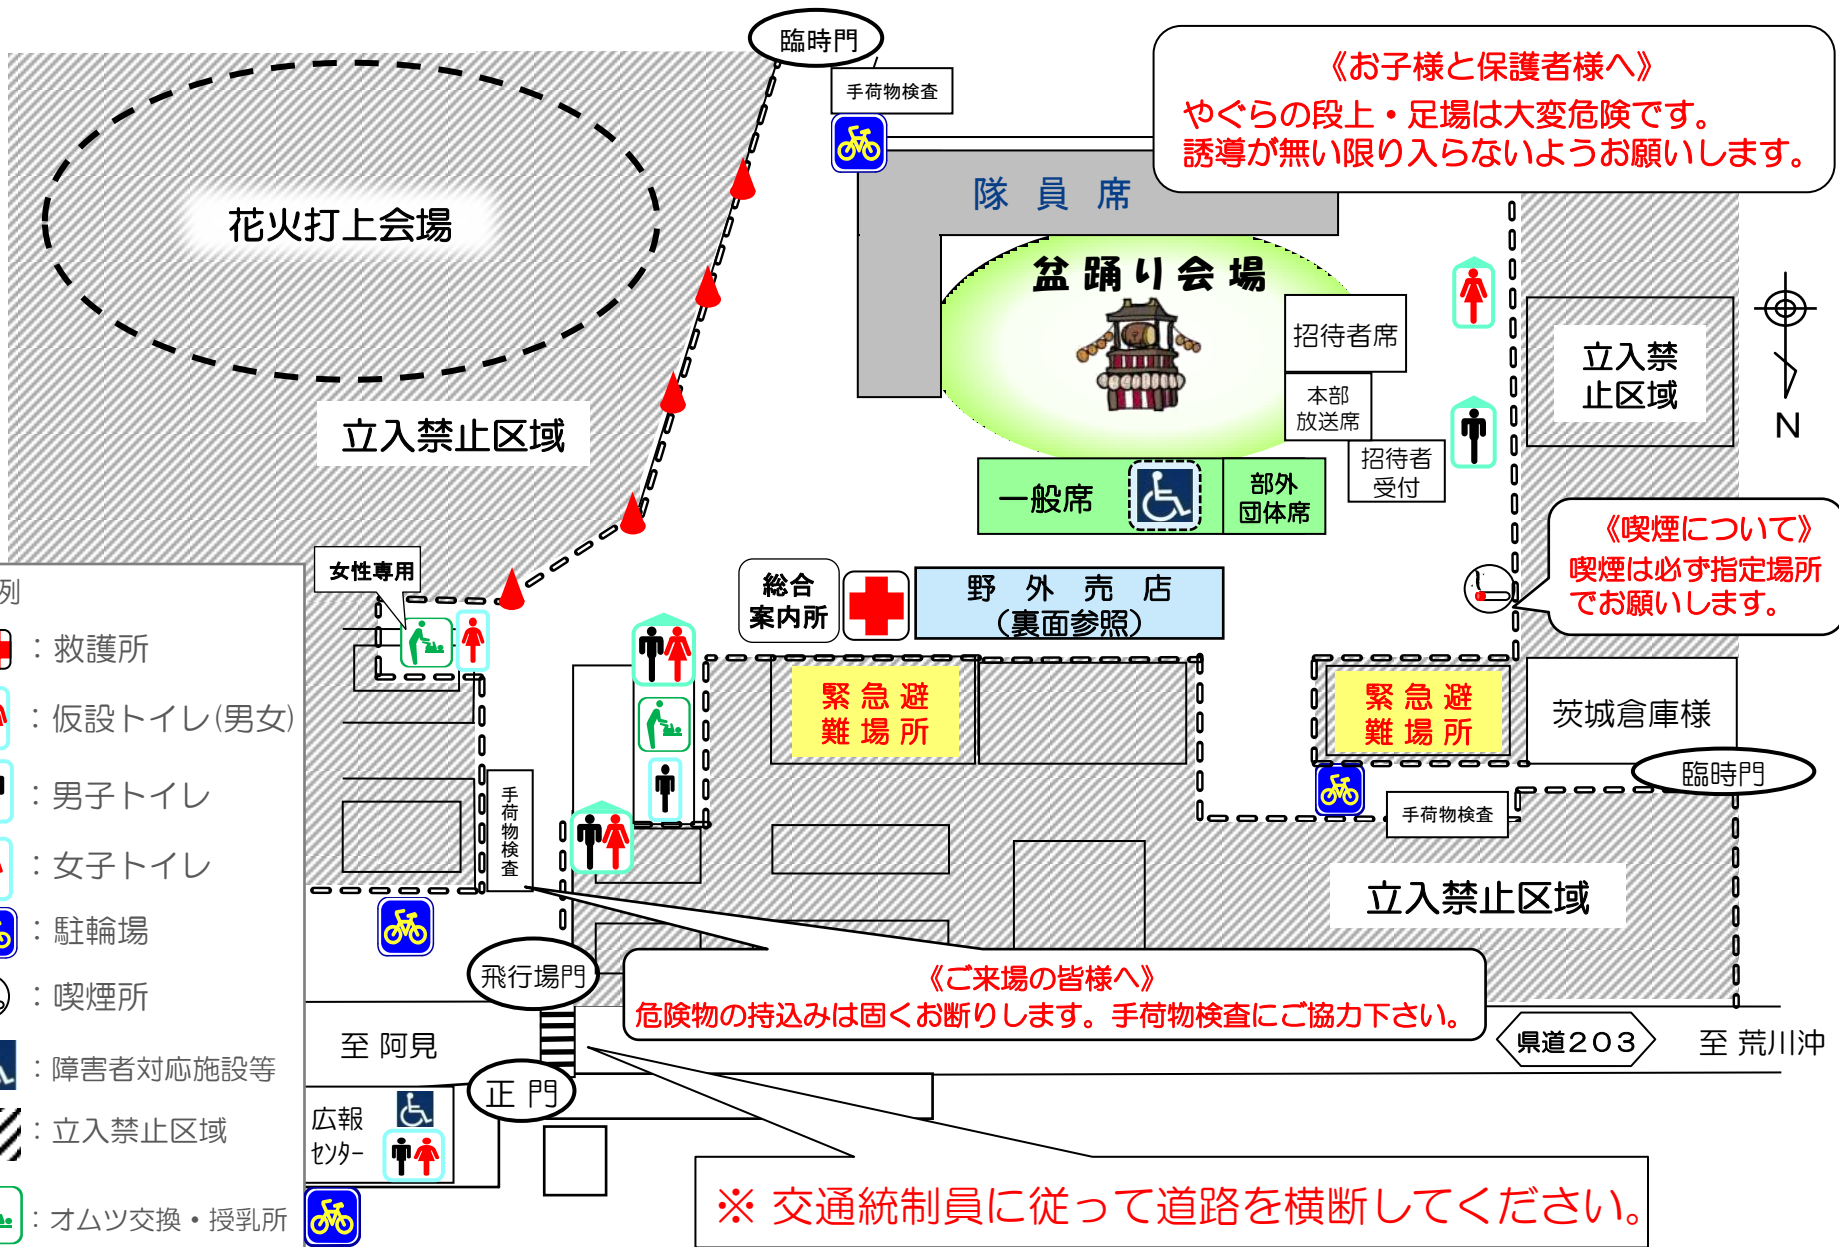 臨時門
手荷物検査
《お子様と保護者様へ》
やぐらの段上・足場は大変危険です。
誘導が無い限り入らないようお願いします。
隊員席
花火打上会場
盆踊り会場
招待者席
立入禁
止区域
本部
放送席
N
立入禁止区域
招待者
受付
一般席
部外
団体席
《喫煙について》
喫煙は必ず指定場所
でお願いします。
女性専用
総合
案内所
野外売店
(裏面参照)
緊急避
難場所
緊急避
難場所
茨城倉庫様
臨時門
手荷物検査
手荷物検査
立入禁止区域
飛行場門
《ご来場の皆様へ》
危険物の持込みは固くお断りします。手荷物検査にご協力下さい。
至 阿見
県道203
至 荒川沖
正門
広報
センター
※ 交通統制員に従って道路を横断してください。
例
：救護所
：仮設トイレ(男女)
：男子トイレ
：女子トイレ
：駐輪場
：喫煙所
：障害者対応施設等
：立入禁止区域
：オムツ交換・授乳所